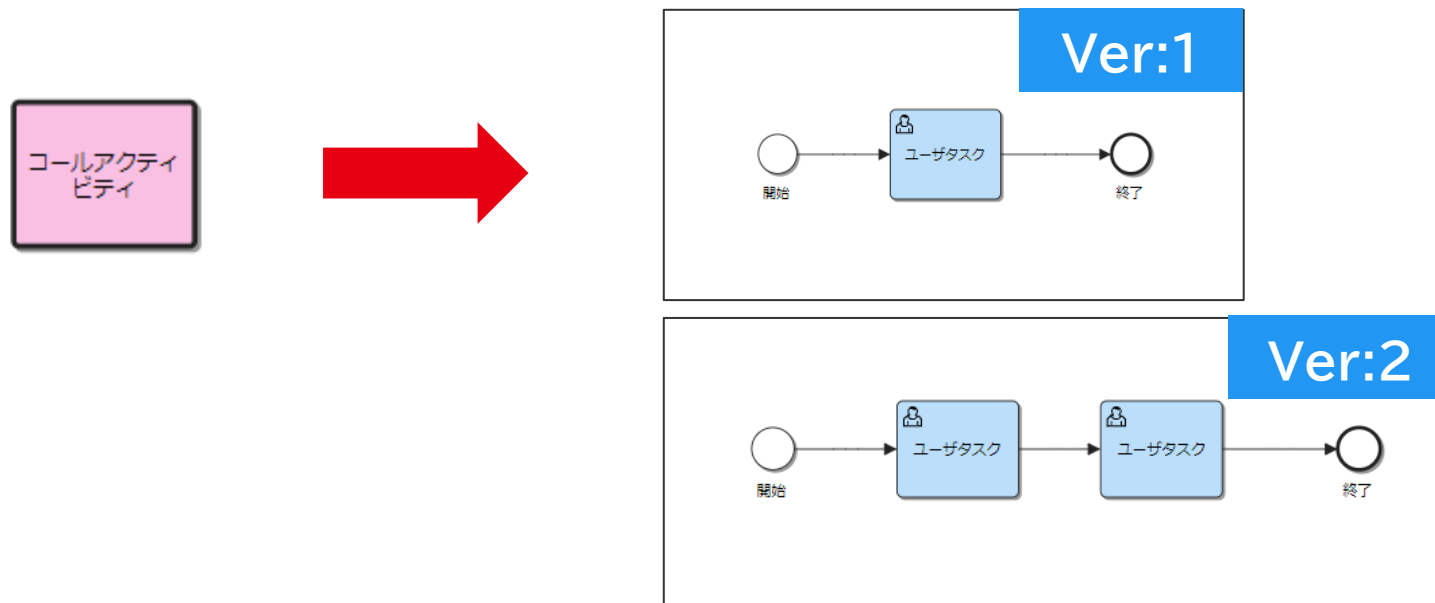 コールアクティ
ビティ
Ver:1
ユーザタスク
開始
終了
Ver:2
ユーザタスク
ユーザタスク
開始
終了